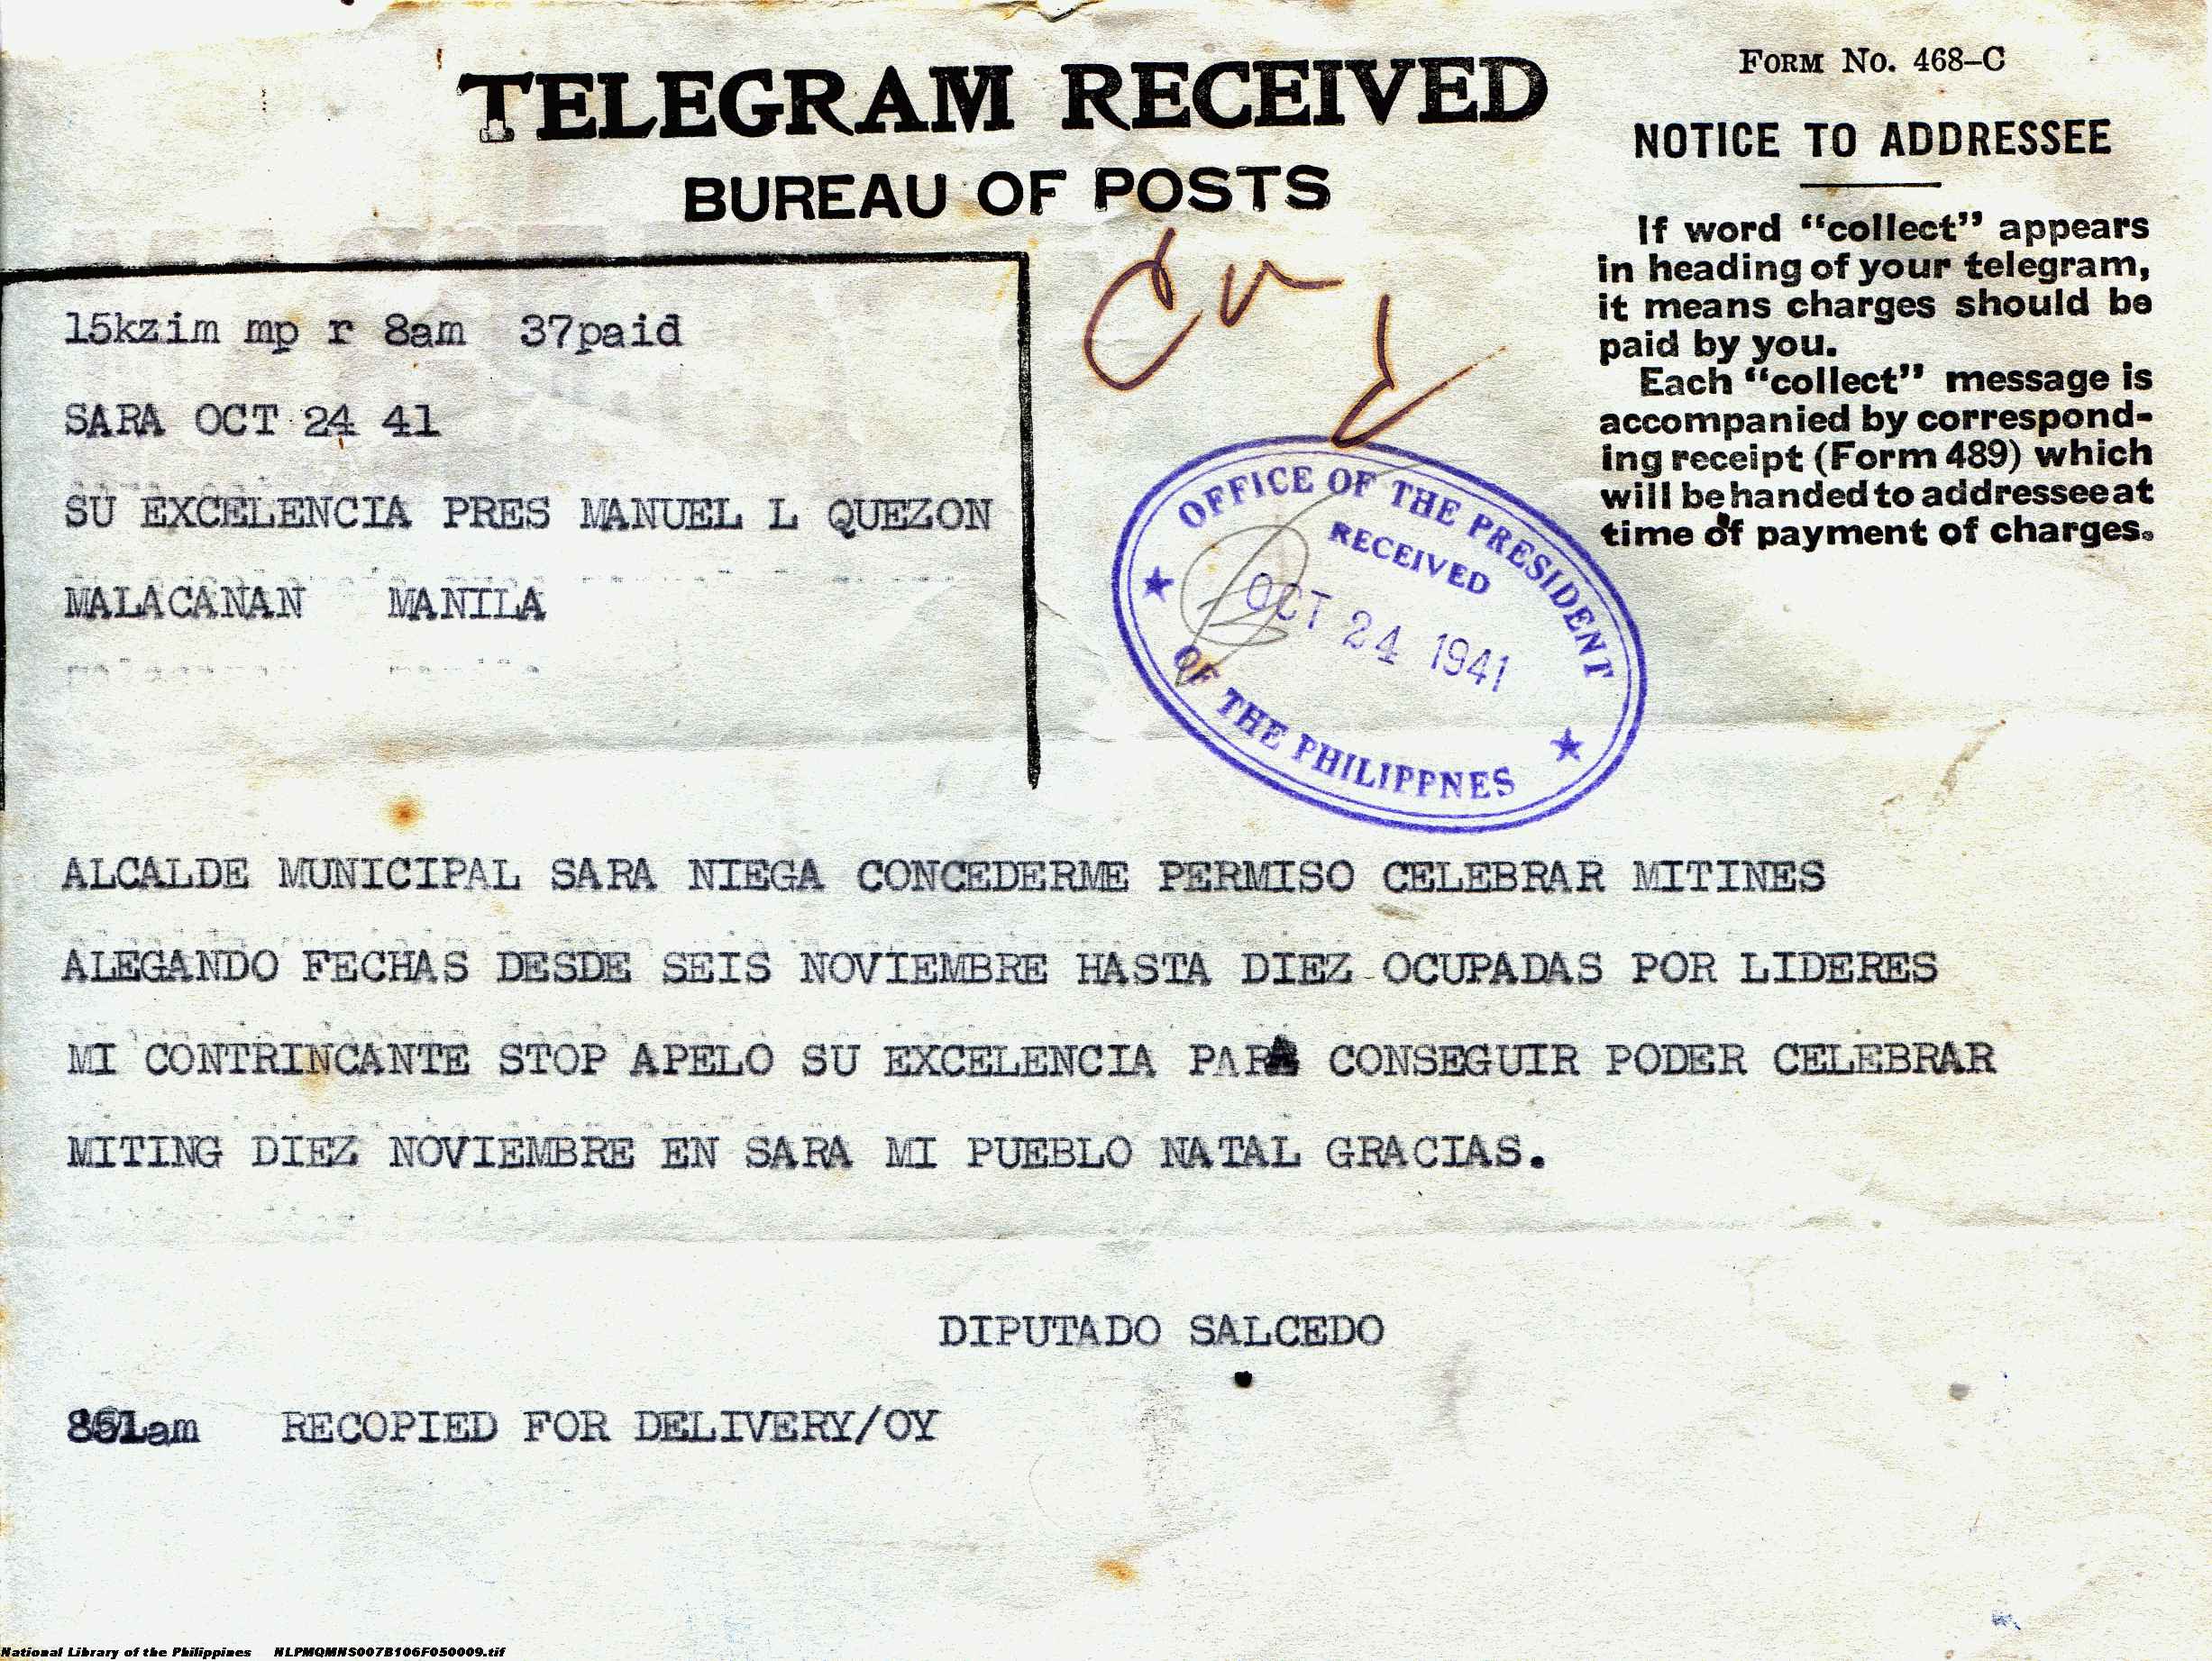 FORM NO. 468-C
TELEGRAM RECEIVED
BUREAU OF POSTS
NOTICE TO ADDRESSEE
If word "collect" appears
in heading of your telegram,
it means charges should be
paid by you.
Each "collect" message is
accompanied by correspond-
ing receipt (Form 489) which
will be handed to addressee at
time of payment of charges.
15kzim mp r 8am 37paid
SARA OCT 24 41
SU EXCELENCIA PRES MANUEL L QUEZON
MALACANAN MANILA
OFFICE OF THE PRESIDENT
RECEIVED
OCT 24 1941
OF THE PHILIPPNES
ALCALDE MUNICIPAL SARA NIEGA CONCEDERME PERMISO CELEBRAR MITINES
ALEGANDO FECHAS DESDE SEIS NOVIEMBRE HASTA DIEZ OCUPADAS POR LIDERES
MI CONTRINCANTE STOP APELO SU EXCELENCIA PARA CONSEGUIR PODER CELEBRAR
MITING DIEZ NOVIEMBRE EN SARA MI PUEBLO NATAL GRACIAS.
DIPUTADO SALCEDO
RECOPIED FOR DELIVERY/OY
National Library of the Philippines NLPMQMNS007B106F050009.tif